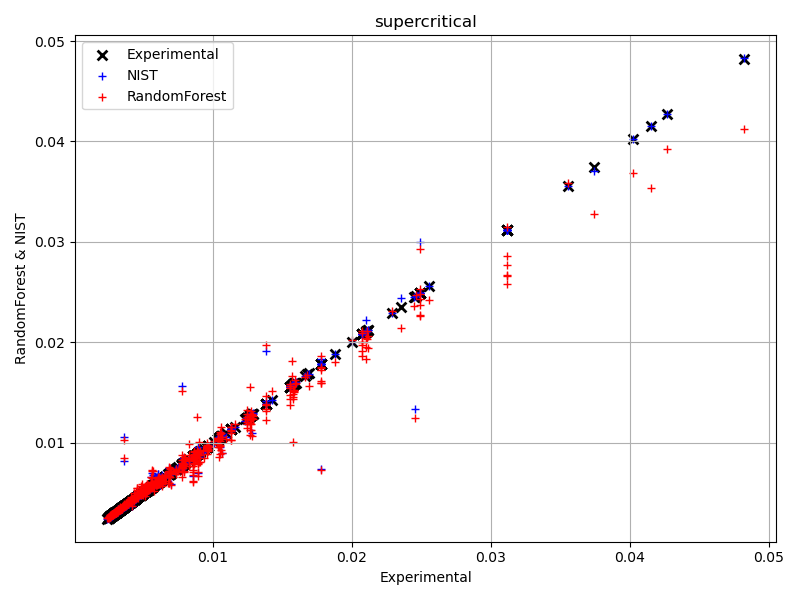 supercritical
0.05
0.04
0.03
0.02
0.01
RandomForest & NIST
Experimental
NIST
RandomForest
0.01
0.02
0.03
0.04
0.05
Experimental